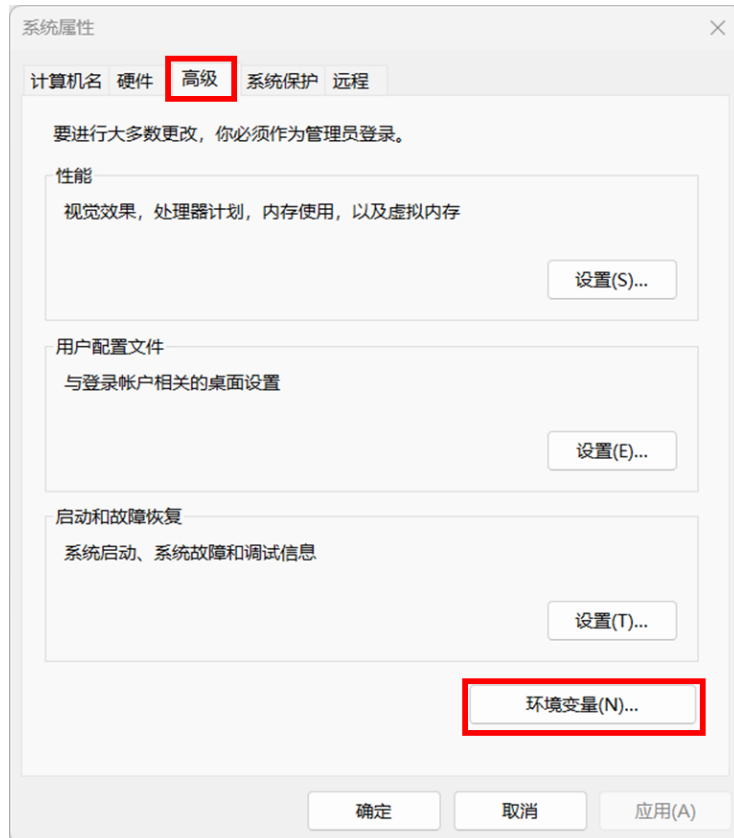 系统属性
计算机名 硬件 高级 系统保护 远程
要进行大多数更改，你必须作为管理员登录。
性能
视觉效果，处理器计划，内存使用，以及虚拟内存
设置(S)...
用户配置文件
与登录帐户相关的桌面设置
设置(E)...
启动和故障恢复
系统启动、系统故障和调试信息
设置(T)...
环境变量(N)...
确定 取消 应用(A)